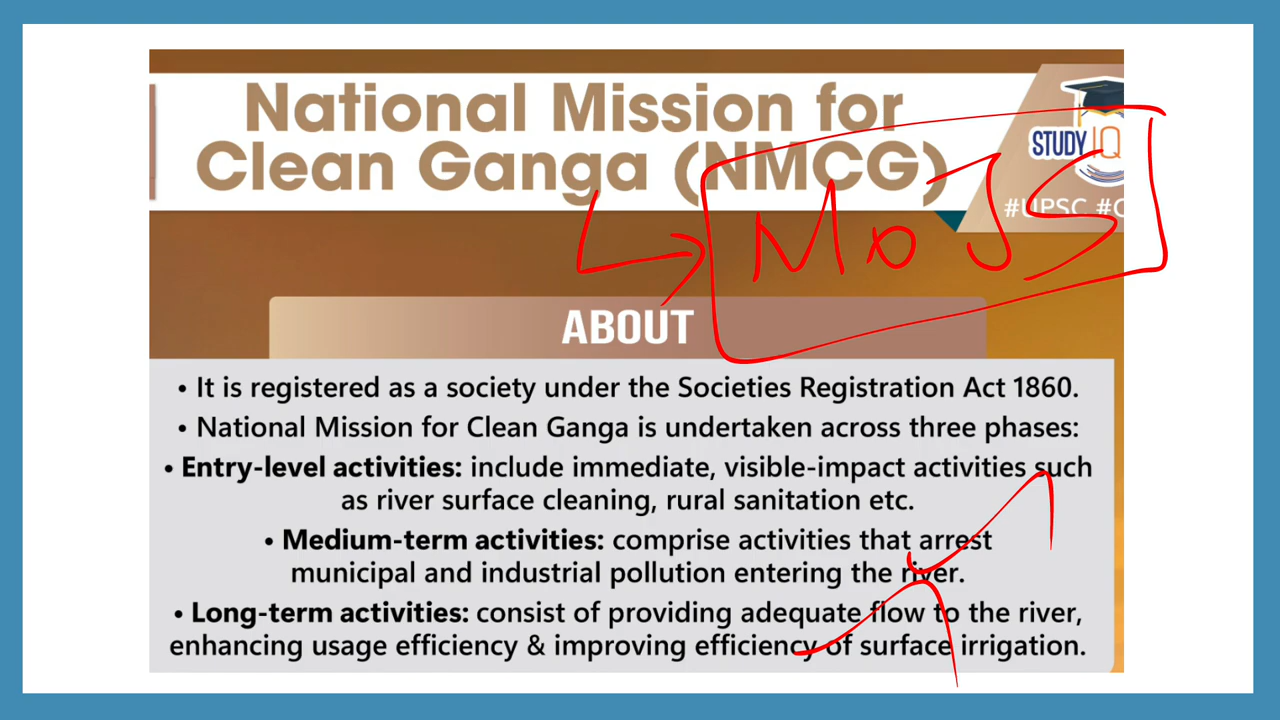 National Mission for
Clean Ganga (NMCG)
STUDY IQ
#UPSC #C
MoJS
ABOUT
• It is registered as a society under the Societies Registration Act 1860.
• National Mission for Clean Ganga is undertaken across three phases:
• Entry-level activities: include immediate, visible-impact activities such
as river surface cleaning, rural sanitation etc.
• Medium-term activities: comprise activities that arrest
municipal and industrial pollution entering the river.
• Long-term activities: consist of providing adequate flow to the river,
enhancing usage efficiency & improving efficiency of surface irrigation.